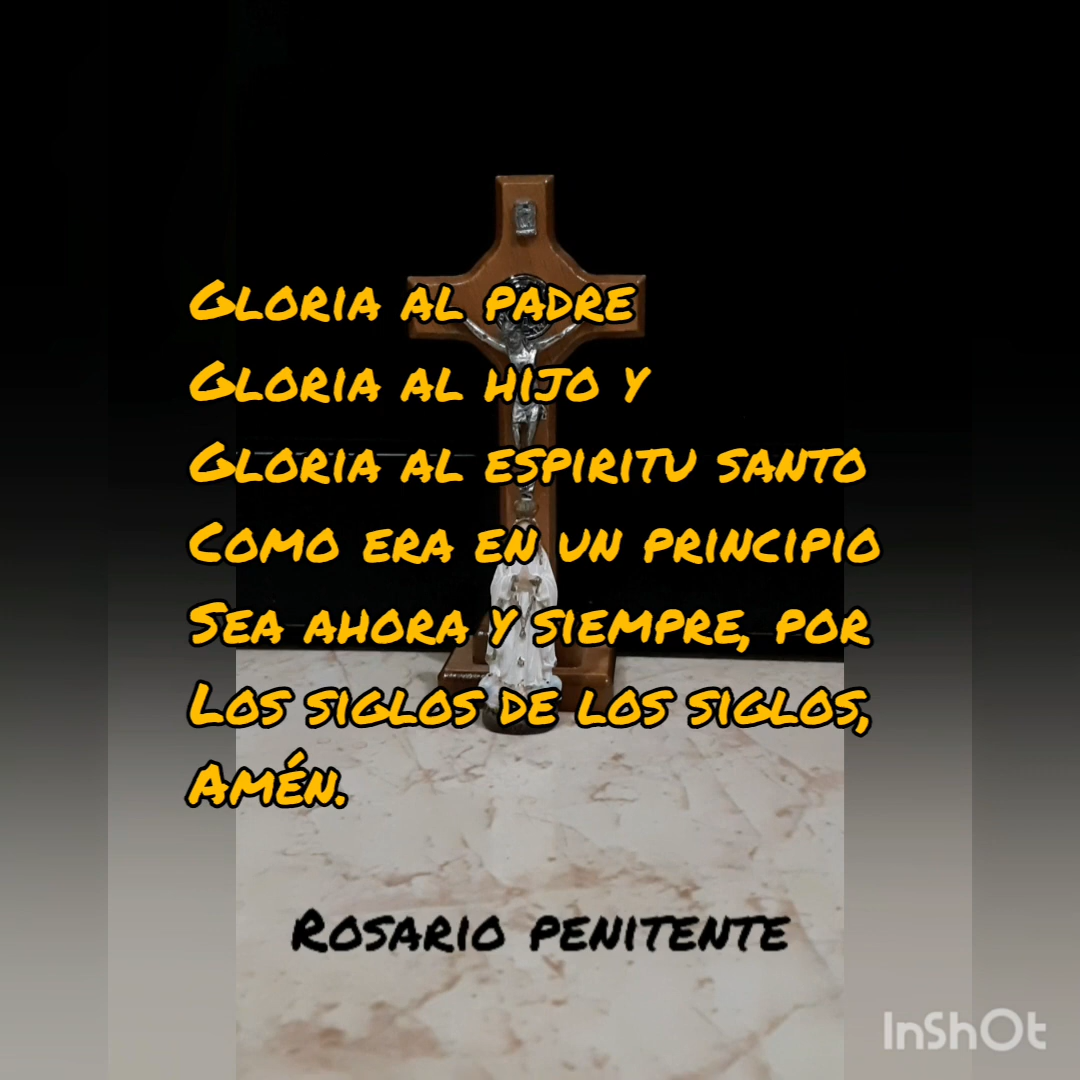 Gloria al padre
Gloria al hijo y
Gloria al espiritu santo
Como era en un principio
Sea ahora y siempre, por
Los siglos de los siglos,
Amén.
Rosario penitente
InShOt